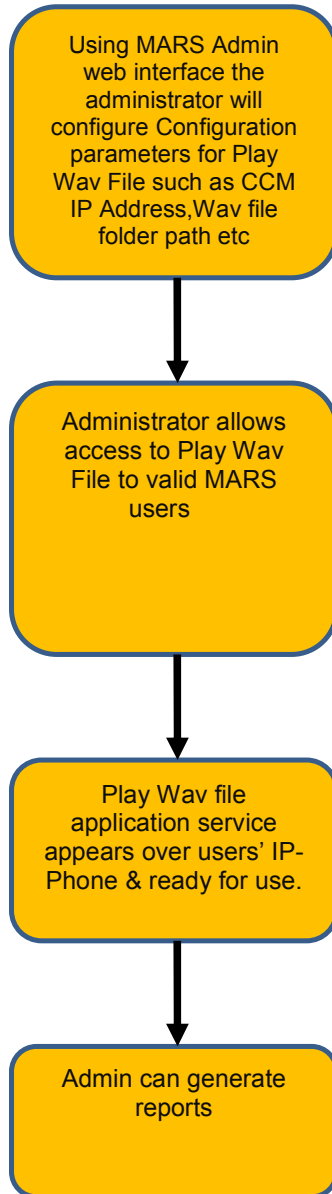 Using MARS Admin
web interface the
administrator will
configure Configuration
parameters for Play
Wav File such as CCM
IP Address,Wav file
folder path etc
Administrator allows
access to Play Wav
File to valid MARS
users
Play Wav file
application service
appears over users’ IP-
Phone & ready for use.
Admin can generate
reports